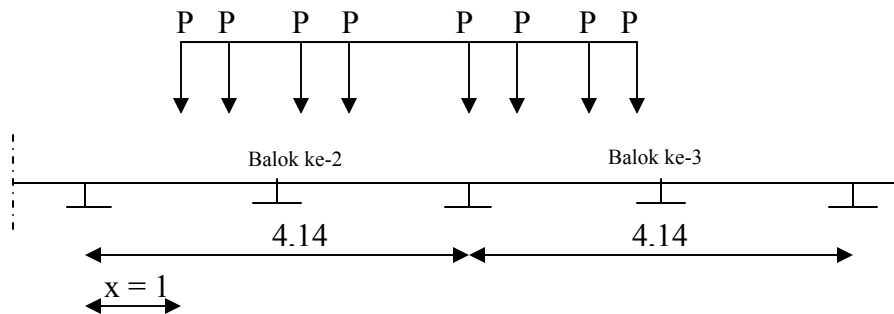 P P P P P P P P
Balok ke-2 Balok ke-3
4,14 4,14
x = 1